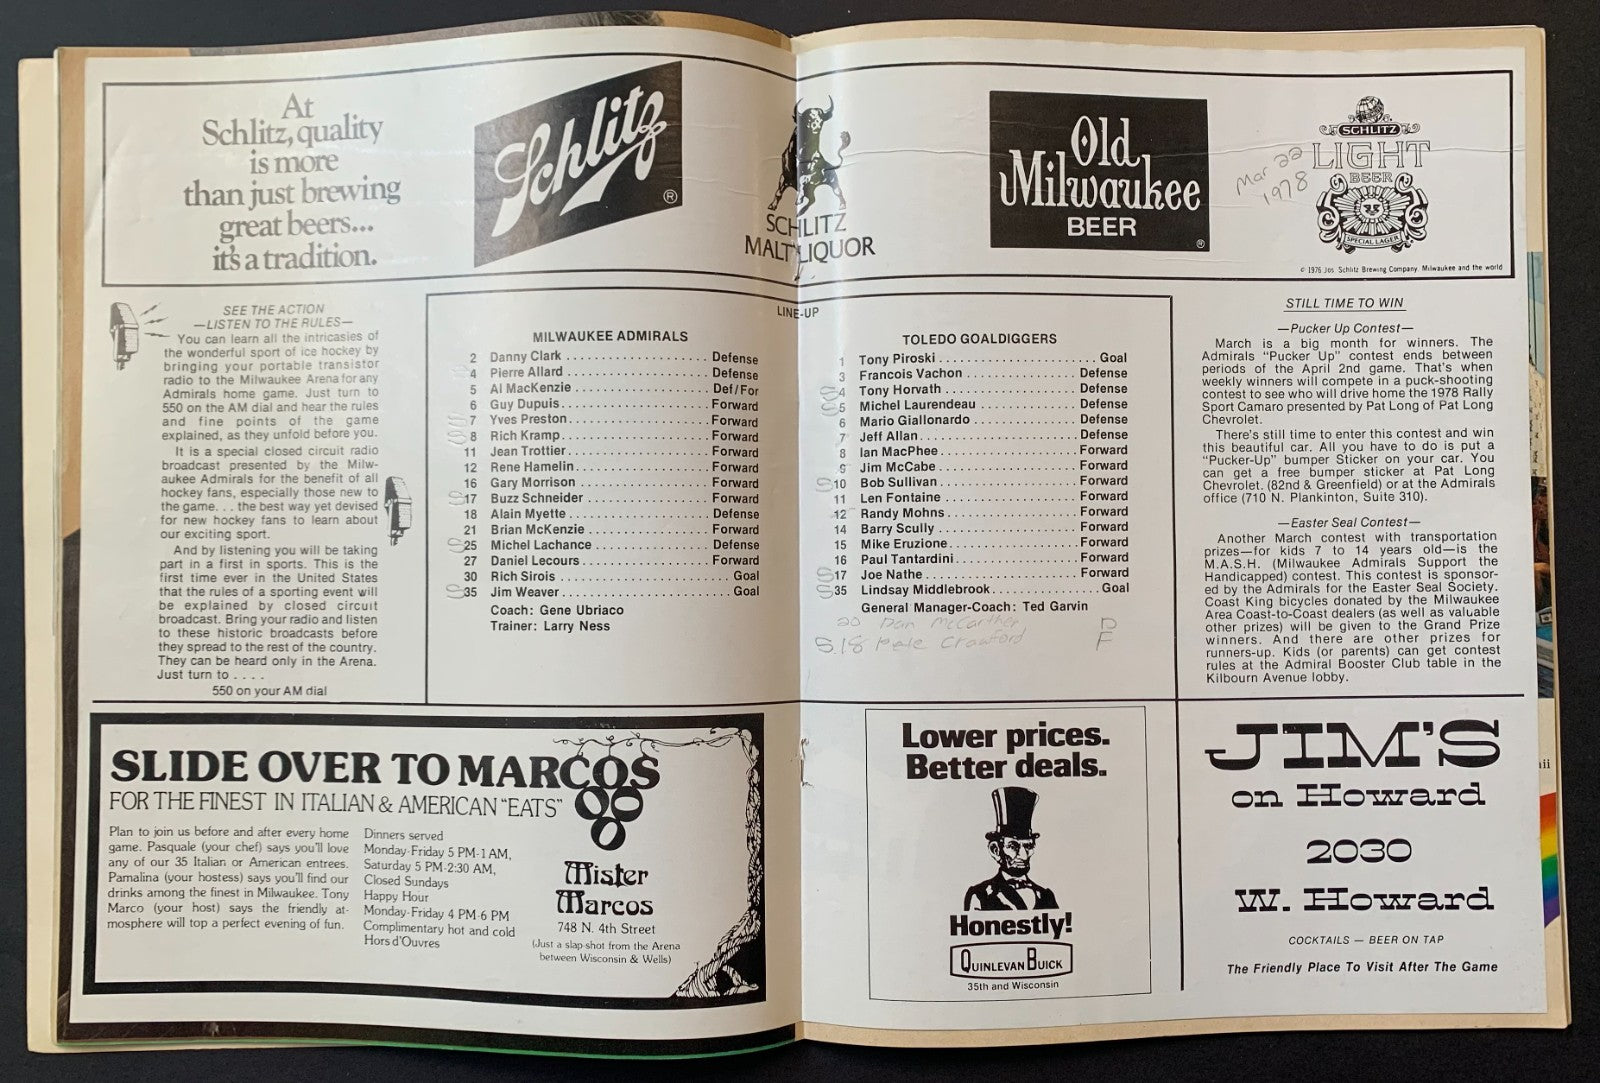 At
Schlitz, quality
is more
than just brewing
great beers...
it's a tradition.
Schlitz
®
SCHLITZ
MALT LIQUOR
Old
Milwaukee
BEER
®
Mar 22
1978
SCHLITZ
LIGHT
BEER
SPECIAL LAGER
© 1976 Jos Schlitz Brewing Company. Milwaukee and the world
SEE THE ACTION
—LISTEN TO THE RULES—
You can learn all the intricasies of
the wonderful sport of ice hockey by
bringing your portable transistor
radio to the Milwaukee Arena for any
Admirals home game. Just turn to
550 on the AM dial and hear the rules
and fine points of the game
explained, as they unfold before you.
It is a special closed circuit radio
broadcast presented by the Milw-
aukee Admirals for the benefit of all
hockey fans, especially those new to
the game. . . the best way yet devised
for new hockey fans to learn about
our exciting sport.
And by listening you will be taking
part in a first in sports. This is the
first time ever in the United States
that the rules of a sporting event will
be explained by closed circuit
broadcast. Bring your radio and listen
to these historic broadcasts before
they spread to the rest of the country.
They can be heard only in the Arena.
Just turn to . . . .
550 on your AM dial
LINE-UP
MILWAUKEE ADMIRALS
2 Danny Clark . . . . . . . . . . . . . . . . . . . . Defense
4 Pierre Allard . . . . . . . . . . . . . . . . . . . . Defense
5 Al MacKenzie . . . . . . . . . . . . . . . . . . . Def/For
6 Guy Dupuis . . . . . . . . . . . . . . . . . . . . . Forward
7 Yves Preston . . . . . . . . . . . . . . . . . . . . Forward
S 8 Rich Kramp . . . . . . . . . . . . . . . . . . . . . Forward
11 Jean Trottier . . . . . . . . . . . . . . . . . . . . Forward
12 Rene Hamelin . . . . . . . . . . . . . . . . . . . Forward
16 Gary Morrison . . . . . . . . . . . . . . . . . . Forward
S 17 Buzz Schneider . . . . . . . . . . . . . . . . . Forward
18 Alain Myette . . . . . . . . . . . . . . . . . . . . Defense
21 Brian McKenzie . . . . . . . . . . . . . . . . . Forward
S 25 Michel Lachance . . . . . . . . . . . . . . . . Defense
27 Daniel Lecours . . . . . . . . . . . . . . . . . . Forward
30 Rich Sirois . . . . . . . . . . . . . . . . . . . . . Goal
S 35 Jim Weaver . . . . . . . . . . . . . . . . . . . . . Goal
Coach: Gene Ubriaco
Trainer: Larry Ness
TOLEDO GOALDIGGERS
1 Tony Piroski . . . . . . . . . . . . . . . . . . . . . . . Goal
3 Francois Vachon . . . . . . . . . . . . . . . . Defense
S 4 Tony Horvath . . . . . . . . . . . . . . . . . . . Defense
S 5 Michel Laurendeau . . . . . . . . . . . . . . Defense
6 Mario Giallonardo . . . . . . . . . . . . . . . Defense
7 Jeff Allan . . . . . . . . . . . . . . . . . . . . . . Defense
8 Ian MacPhee . . . . . . . . . . . . . . . . . . . . Forward
9 Jim McCabe . . . . . . . . . . . . . . . . . . . . Forward
S 10 Bob Sullivan . . . . . . . . . . . . . . . . . . . . Forward
11 Len Fontaine . . . . . . . . . . . . . . . . . . . Forward
12 Randy Mohns . . . . . . . . . . . . . . . . . . . Forward
14 Barry Scully . . . . . . . . . . . . . . . . . . . . Forward
15 Mike Eruzione . . . . . . . . . . . . . . . . . . Forward
16 Paul Tantardini . . . . . . . . . . . . . . . . . Forward
S 17 Joe Nathe . . . . . . . . . . . . . . . . . . . . . . Forward
S 35 Lindsay Middlebrook . . . . . . . . . . . . . . . Goal
General Manager-Coach: Ted Garvin
20 Dan McCarthy D
S 18 Pete Crawford F
STILL TIME TO WIN
—Pucker Up Contest—
March is a big month for winners. The
Admirals "Pucker Up" contest ends between
periods of the April 2nd game. That's when
weekly winners will compete in a puck-shooting
contest to see who will drive home the 1978 Rally
Sport Camaro presented by Pat Long of Pat Long
Chevrolet.
There's still time to enter this contest and win
this beautiful car. All you have to do is put a
"Pucker-Up" bumper Sticker on your car. You
can get a free bumper sticker at Pat Long
Chevrolet. (82nd & Greenfield) or at the Admirals
office (710 N. Plankinton, Suite 310).
—Easter Seal Contest—
Another March contest with transportation
prizes—for kids 7 to 14 years old—is the
M.A.S.H. (Milwaukee Admirals Support the
Handicapped) contest. This contest is sponsor-
ed by the Admirals for the Easter Seal Society.
Coast King bicycles donated by the Milwaukee
Area Coast-to-Coast dealers (as well as valuable
other prizes) will be given to the Grand Prize
winners. And there are other prizes for
runners-up. Kids (or parents) can get contest
rules at the Admiral Booster Club table in the
Kilbourn Avenue lobby.
SLIDE OVER TO MARCOS
FOR THE FINEST IN ITALIAN & AMERICAN "EATS"
Plan to join us before and after every home
game. Pasquale (your chef) says you'll love
any of our 35 Italian or American entrees.
Pamalina (your hostess) says you'll find our
drinks among the finest in Milwaukee. Tony
Marco (your host) says the friendly at-
mosphere will top a perfect evening of fun.
Dinners served
Monday-Friday 5 PM-1 AM,
Saturday 5 PM-2:30 AM,
Closed Sundays
Happy Hour
Monday-Friday 4 PM-6 PM
Complimentary hot and cold
Hors d'Ouvres
Mister
Marcos
748 N. 4th Street
(Just a slap-shot from the Arena
between Wisconsin & Wells)
Lower prices.
Better deals.
Honestly!
QUINLEVAN BUICK
35th and Wisconsin
JIM'S
on Howard
2030
W. Howard
COCKTAILS — BEER ON TAP
The Friendly Place To Visit After The Game